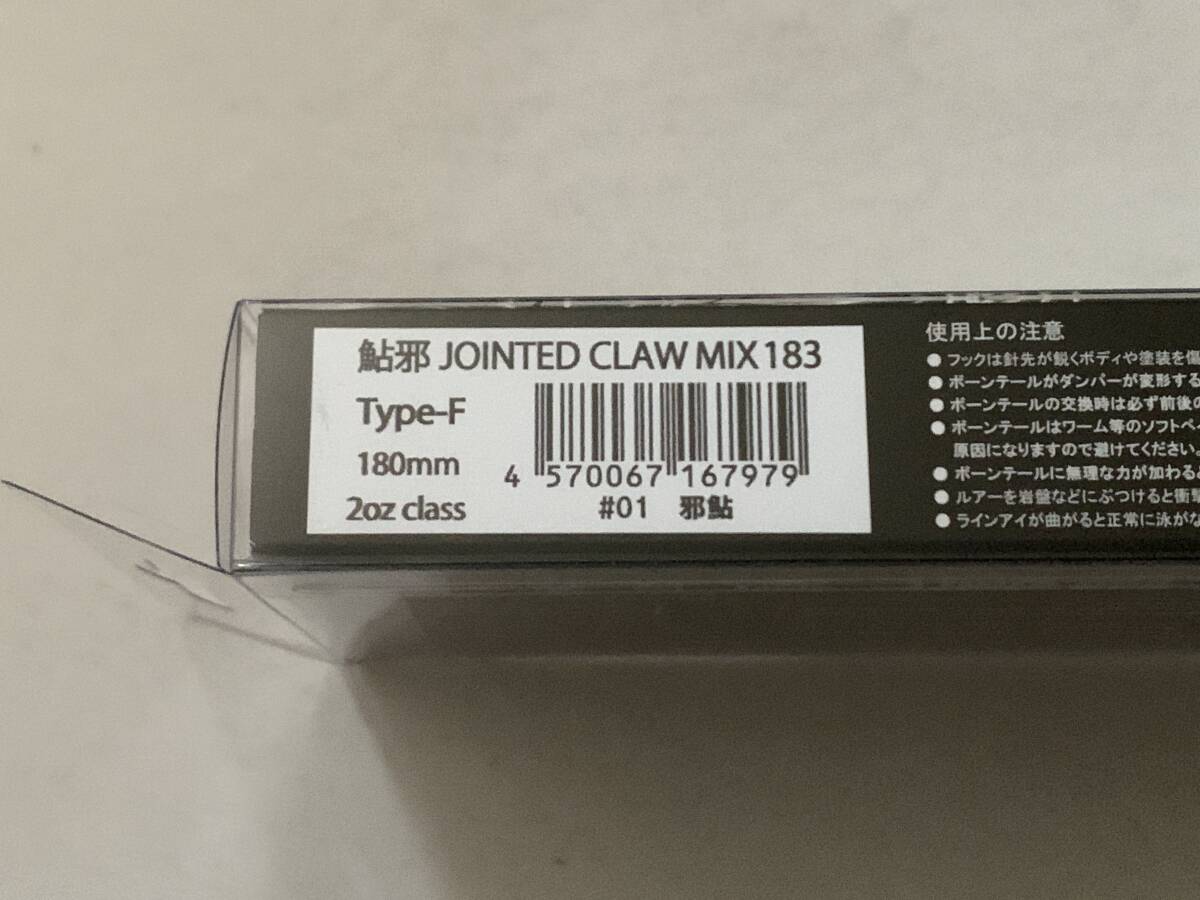 鮎邪 JOINTED CLAW MIX 183
Type-F
180mm
2oz class
4 570067 167979
#01 邪鮎
使用上の注意
● フックは針先が鋭くボディや塗装を傷
● ボーンテールがダンパーが変形する
● ボーンテールの交換時は必ず前後の
● ボーンテールはワーム等のソフトベイ
原因になりますので避けてください。
● ボーンテールに無理な力が加わる
● ルアーを岩盤などにぶつけると衝撃
● ラインアイが曲がると正常に泳がな